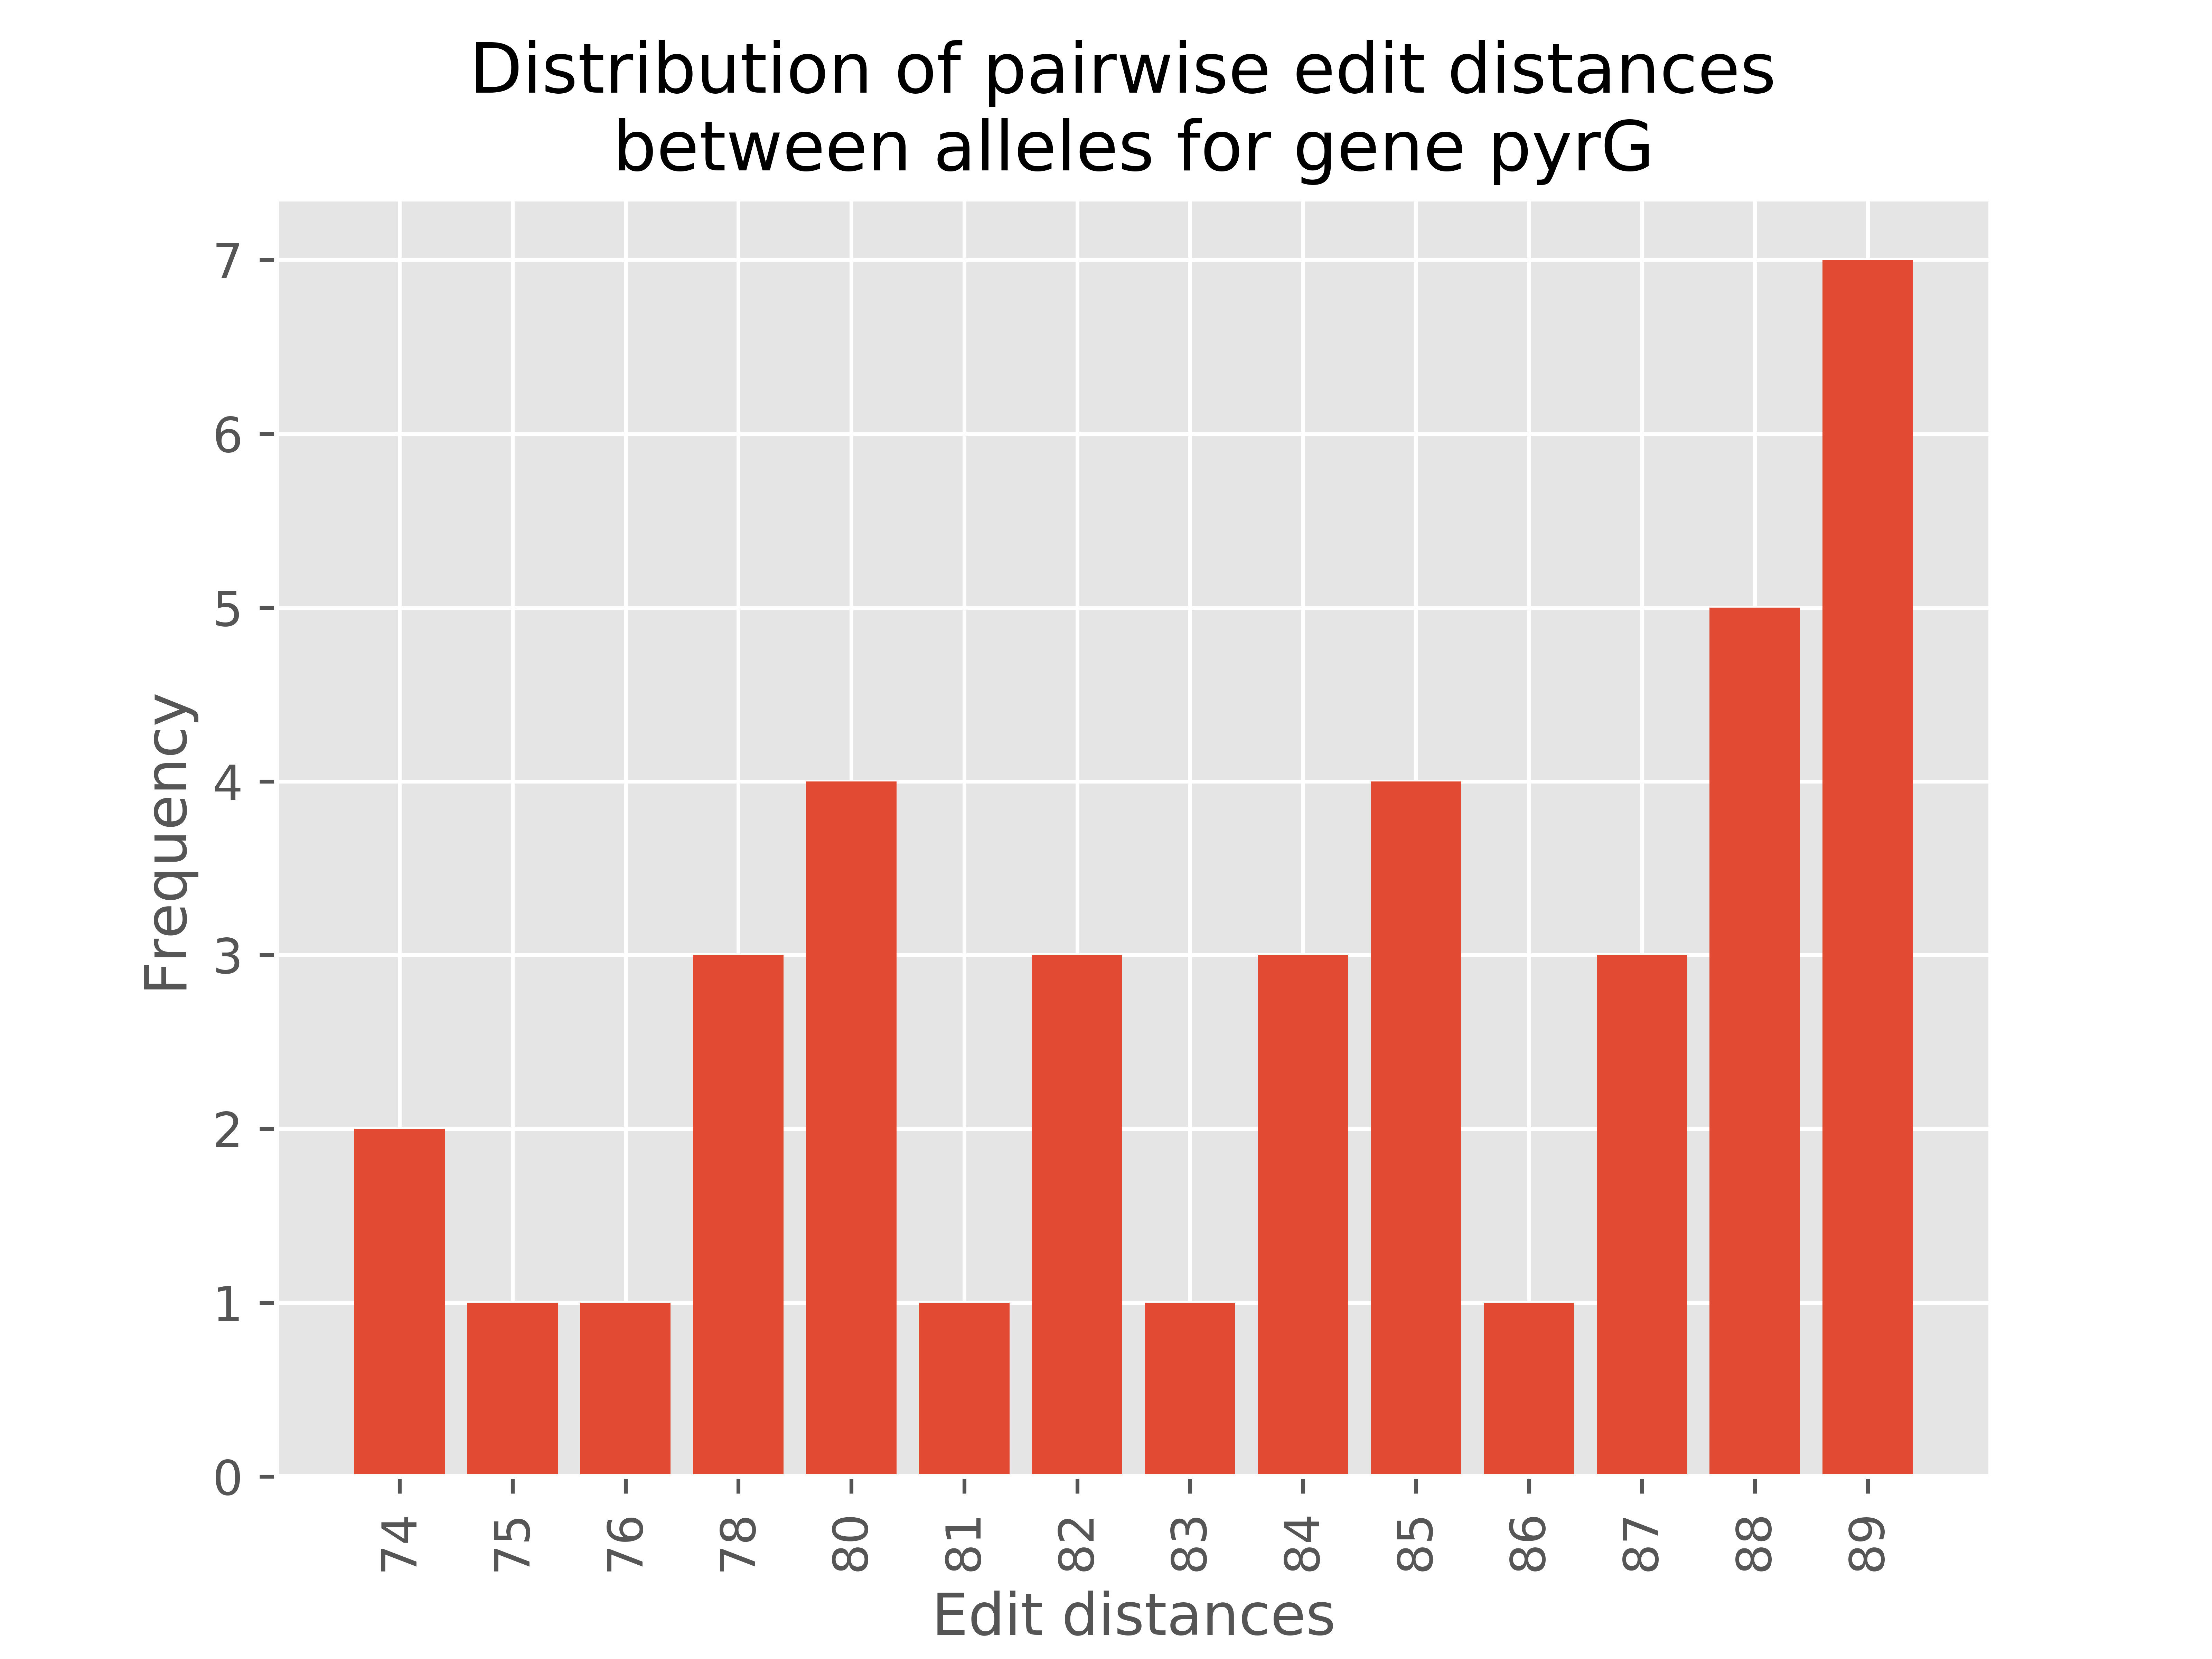 Distribution of pairwise edit distances
between alleles for gene pyrG
7
6
5
4
3
2
1
0
Frequency
74 75 76 78 80 81 82 83 84 85 86 87 88 89
Edit distances